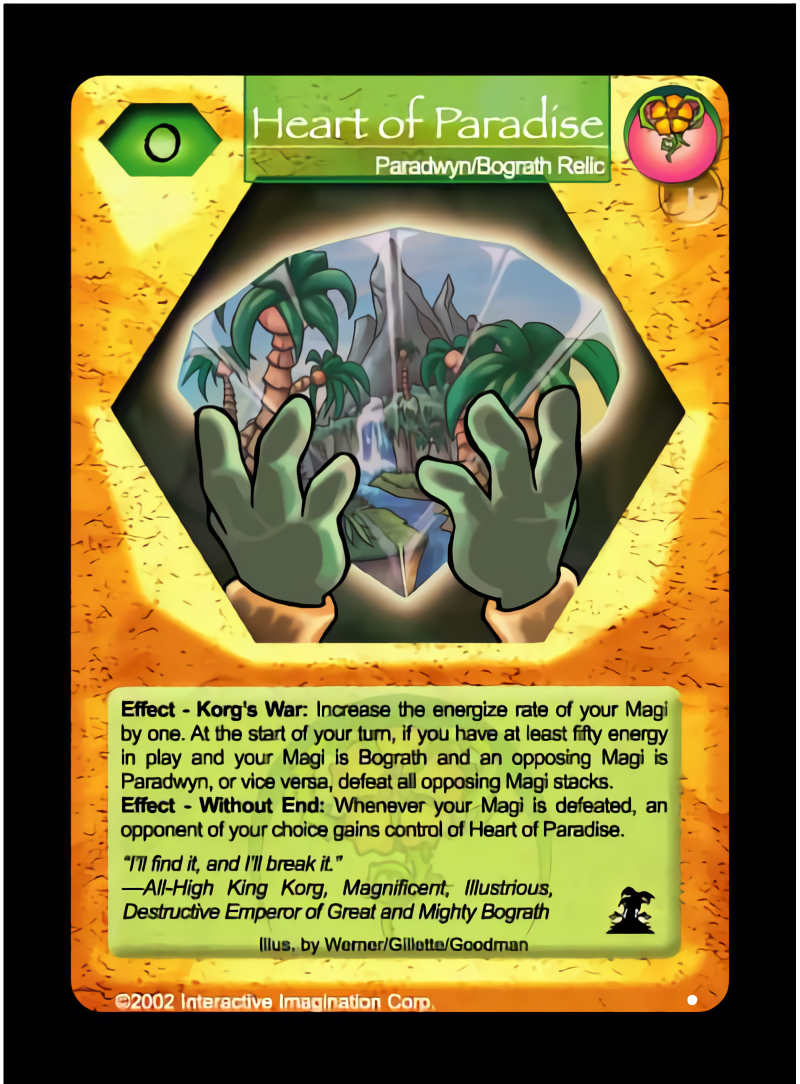 0
Heart of Paradise
Paradwyn/Bograth Relic
1
Effect - Korg's War: Increase the energize rate of your Magi
by one. At the start of your turn, if you have at least fifty energy
in play and your Magi is Bograth and an opposing Magi is
Paradwyn, or vice versa, defeat all opposing Magi stacks.
Effect - Without End: Whenever your Magi is defeated, an
opponent of your choice gains control of Heart of Paradise.
"I'll find it, and I'll break it."
—All-High King Korg, Magnificent, Illustrious,
Destructive Emperor of Great and Mighty Bograth
Illus. by Werner/Gillette/Goodman
©2002 Interactive Imagination Corp.